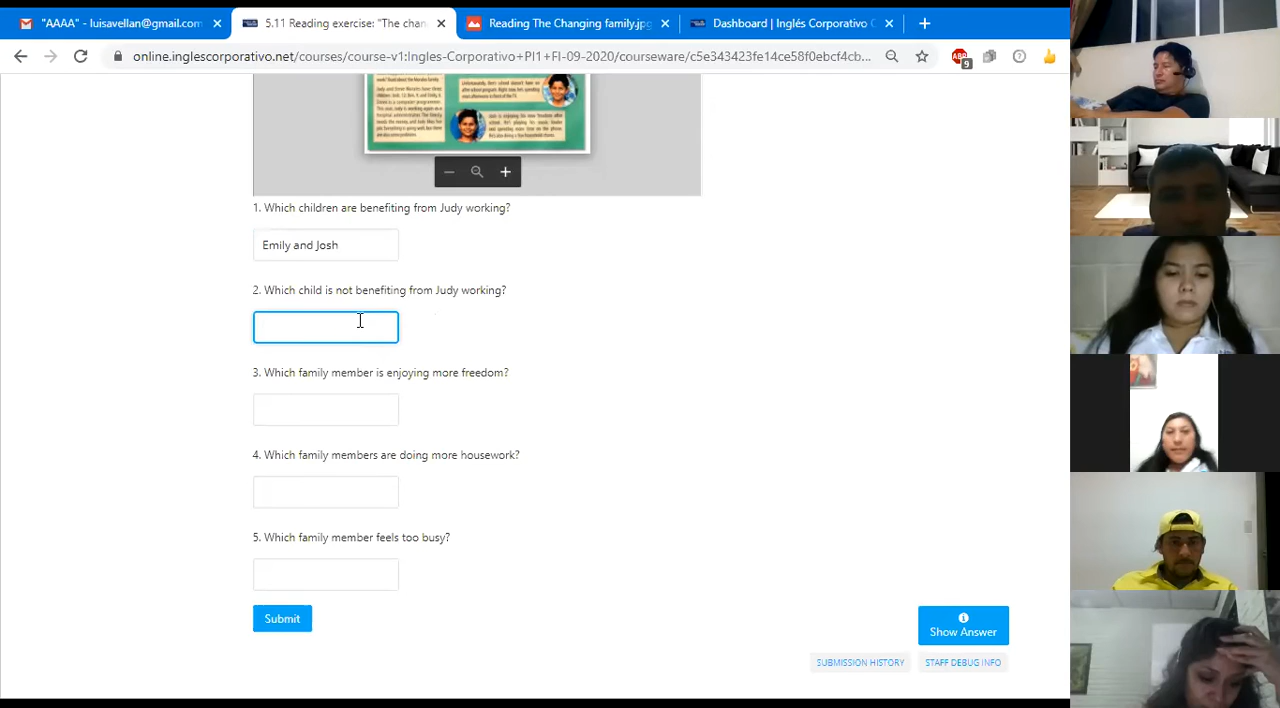 "AAAA" - luisavellan@gmail.com
5.11 Reading exercise: "The chan
Reading The Changing family.jpg
Dashboard | Inglés Corporativo
online.inglescorporativo.net/courses/course-v1:Ingles-Corporativo+PI1+FI-09-2020/courseware/c5e343423fe14ce58f0ebcf4cb...
9
1. Which children are benefiting from Judy working?
Emily and Josh
2. Which child is not benefiting from Judy working?
3. Which family member is enjoying more freedom?
4. Which family members are doing more housework?
5. Which family member feels too busy?
Submit
Show Answer
SUBMISSION HISTORY
STAFF DEBUG INFO